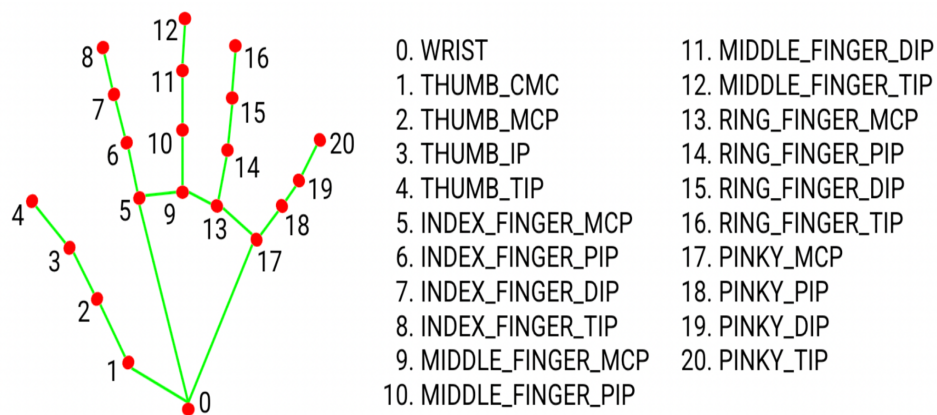 12
8
16
11
7
15
10
6
14
20
19
4
5
9
13
18
3
17
2
1
0
0. WRIST
1. THUMB_CMC
2. THUMB_MCP
3. THUMB_IP
4. THUMB_TIP
5. INDEX_FINGER_MCP
6. INDEX_FINGER_PIP
7. INDEX_FINGER_DIP
8. INDEX_FINGER_TIP
9. MIDDLE_FINGER_MCP
10. MIDDLE_FINGER_PIP
11. MIDDLE_FINGER_DIP
12. MIDDLE_FINGER_TIP
13. RING_FINGER_MCP
14. RING_FINGER_PIP
15. RING_FINGER_DIP
16. RING_FINGER_TIP
17. PINKY_MCP
18. PINKY_PIP
19. PINKY_DIP
20. PINKY_TIP